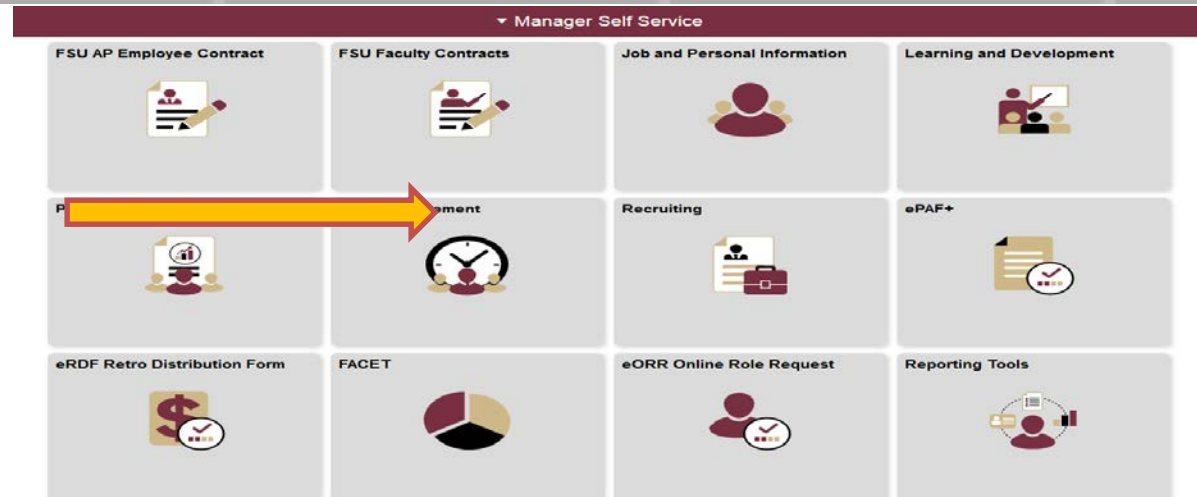 Manager Self Service
FSU AP Employee Contract
FSU Faculty Contracts
Job and Personal Information
Learning and Development
Recruiting
ePAF+
eRDF Retro Distribution Form
FACET
eORR Online Role Request
Reporting Tools